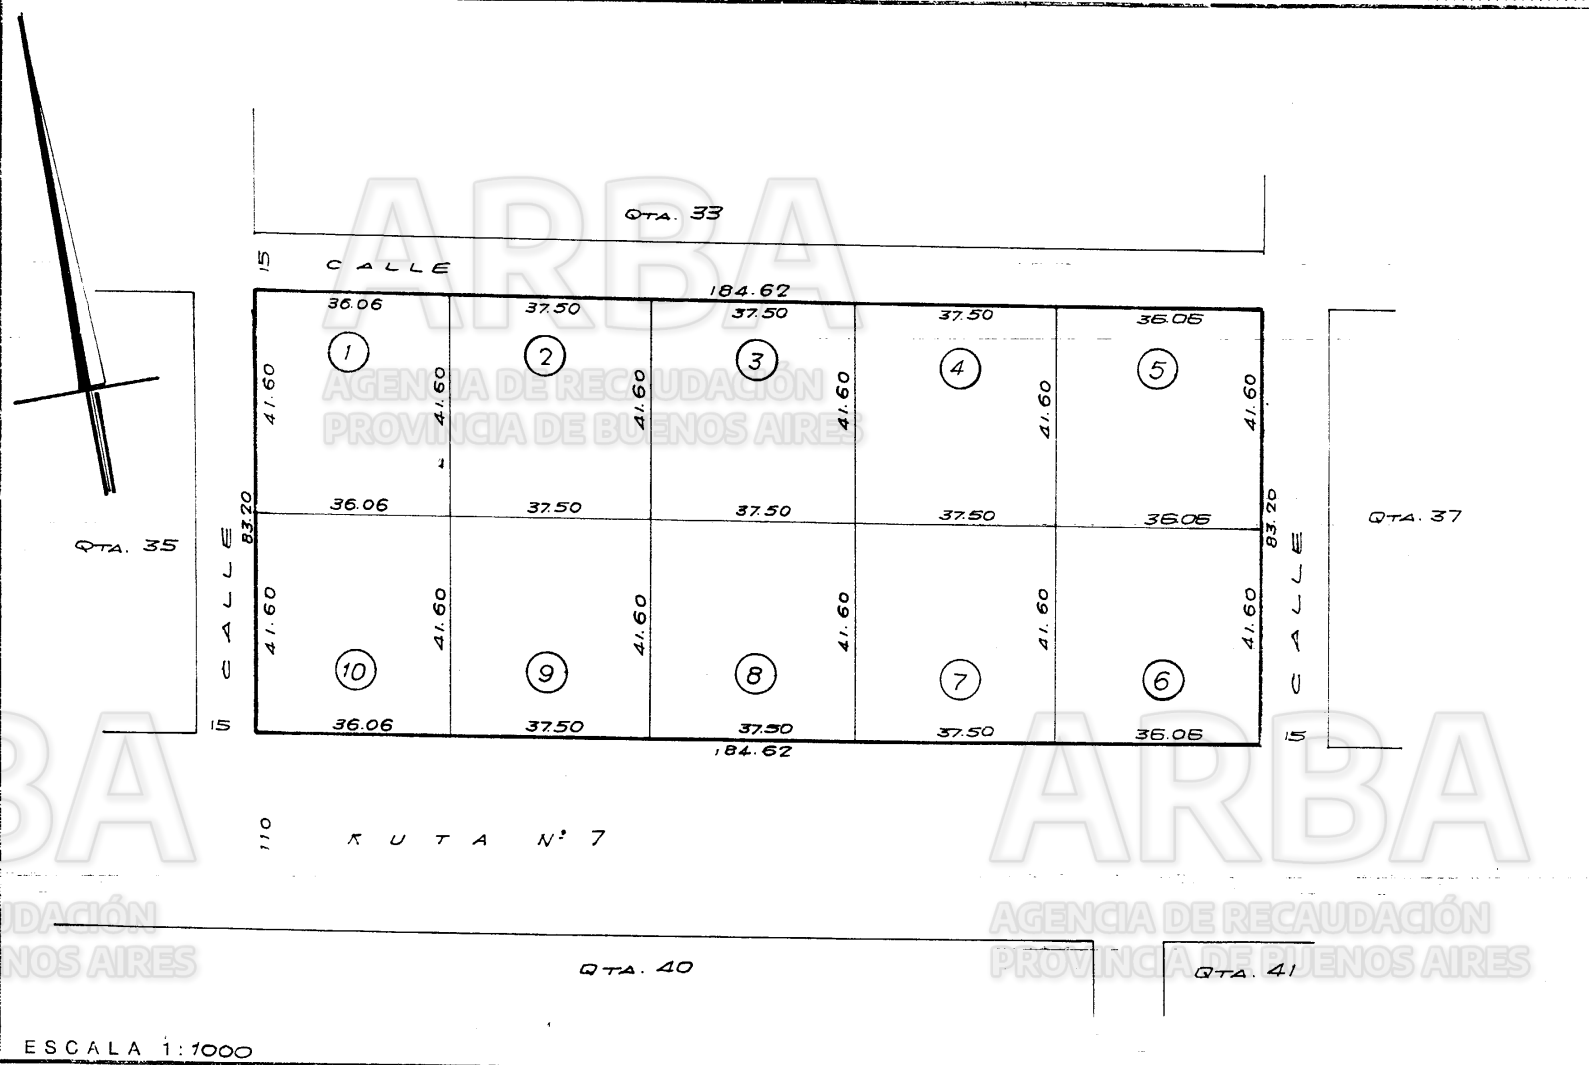 QTA. 33
15 CALLE
184.62
36.06 37.50 37.50 37.50 36.06
1 2 3 4 5
41.60 41.60 41.60 41.60 41.60 41.60
36.06 37.50 37.50 37.50 36.06
83.20 83.20
QTA. 35 CALLE CALLE QTA. 37
41.60 41.60 41.60 41.60 41.60 41.60
10 9 8 7 6
15 36.06 37.50 37.50 37.50 36.06 15
184.62
110 RUTA Nº 7
QTA. 40 QTA. 41
ESCALA 1:1000
ARBA
AGENCIA DE RECAUDACIÓN
PROVINCIA DE BUENOS AIRES
BA
UDACIÓN
NOS AIRES
ARBA
AGENCIA DE RECAUDACIÓN
PROVINCIA DE BUENOS AIRES